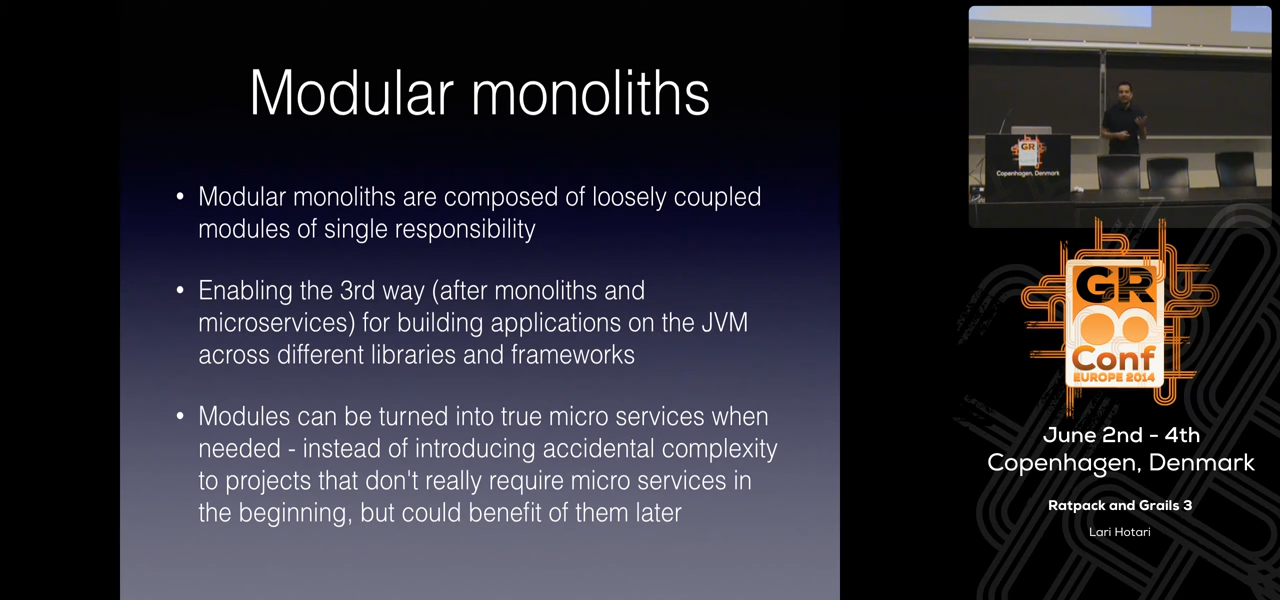 Modular monoliths
• Modular monoliths are composed of loosely coupled
modules of single responsibility
• Enabling the 3rd way (after monoliths and
microservices) for building applications on the JVM
across different libraries and frameworks
• Modules can be turned into true micro services when
needed - instead of introducing accidental complexity
to projects that don't really require micro services in
the beginning, but could benefit of them later
GR
Copenhagen, Denmark
GR
Conf
EUROPE 2014
June 2nd - 4th
Copenhagen, Denmark
Ratpack and Grails 3
Lari Hotari